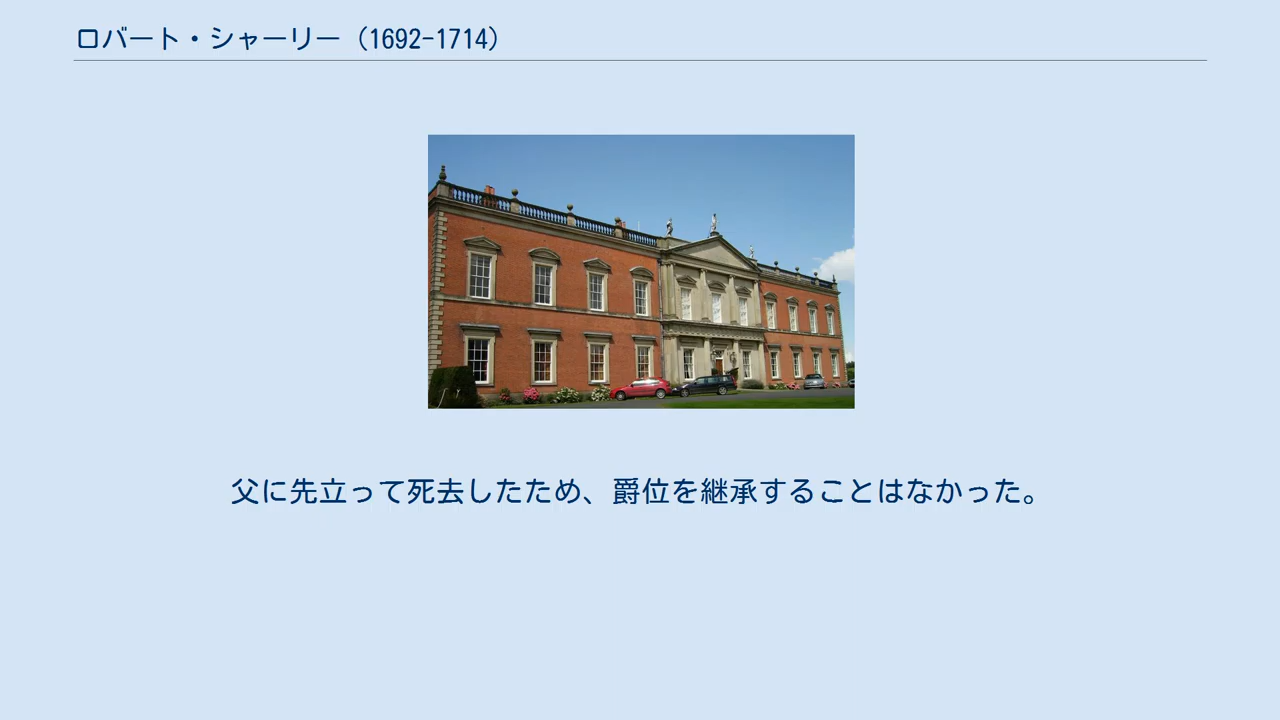 ロバート・シャーリー（1692-1714）
父に先立って死去したため、爵位を継承することはなかった。